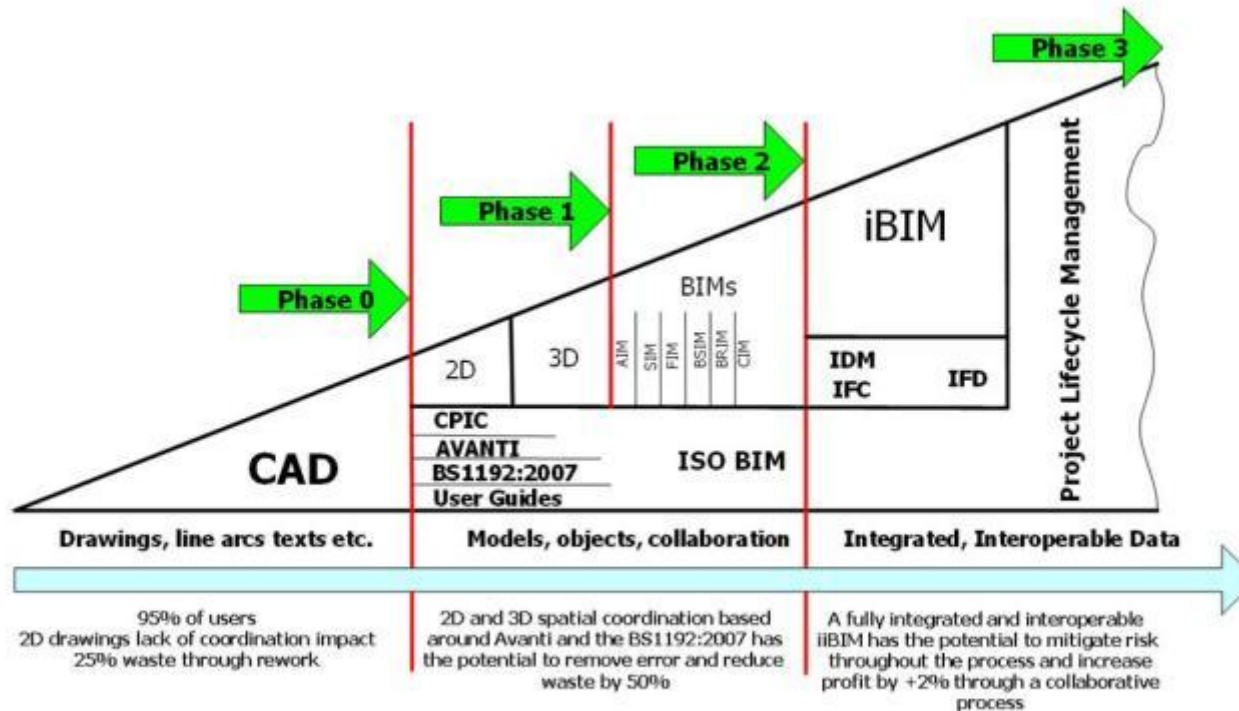 Phase 3
Phase 2
Phase 1
Phase 0
iBIM
BIMs
2D
3D
AIM
SIM
FIM
BSIM
BRIM
CIM
IDM
IFC
IFD
Project Lifecycle Management
CAD
CPIC
AVANTI
BS1192:2007
User Guides
ISO BIM
Drawings, line arcs texts etc.
Models, objects, collaboration
Integrated, Interoperable Data
95% of users
2D drawings lack of coordination impact
25% waste through rework
2D and 3D spatial coordination based
around Avanti and the BS1192:2007 has
the potential to remove error and reduce
waste by 50%
A fully integrated and interoperable
iiBIM has the potential to mitigate risk
throughout the process and increase
profit by +2% through a collaborative
process